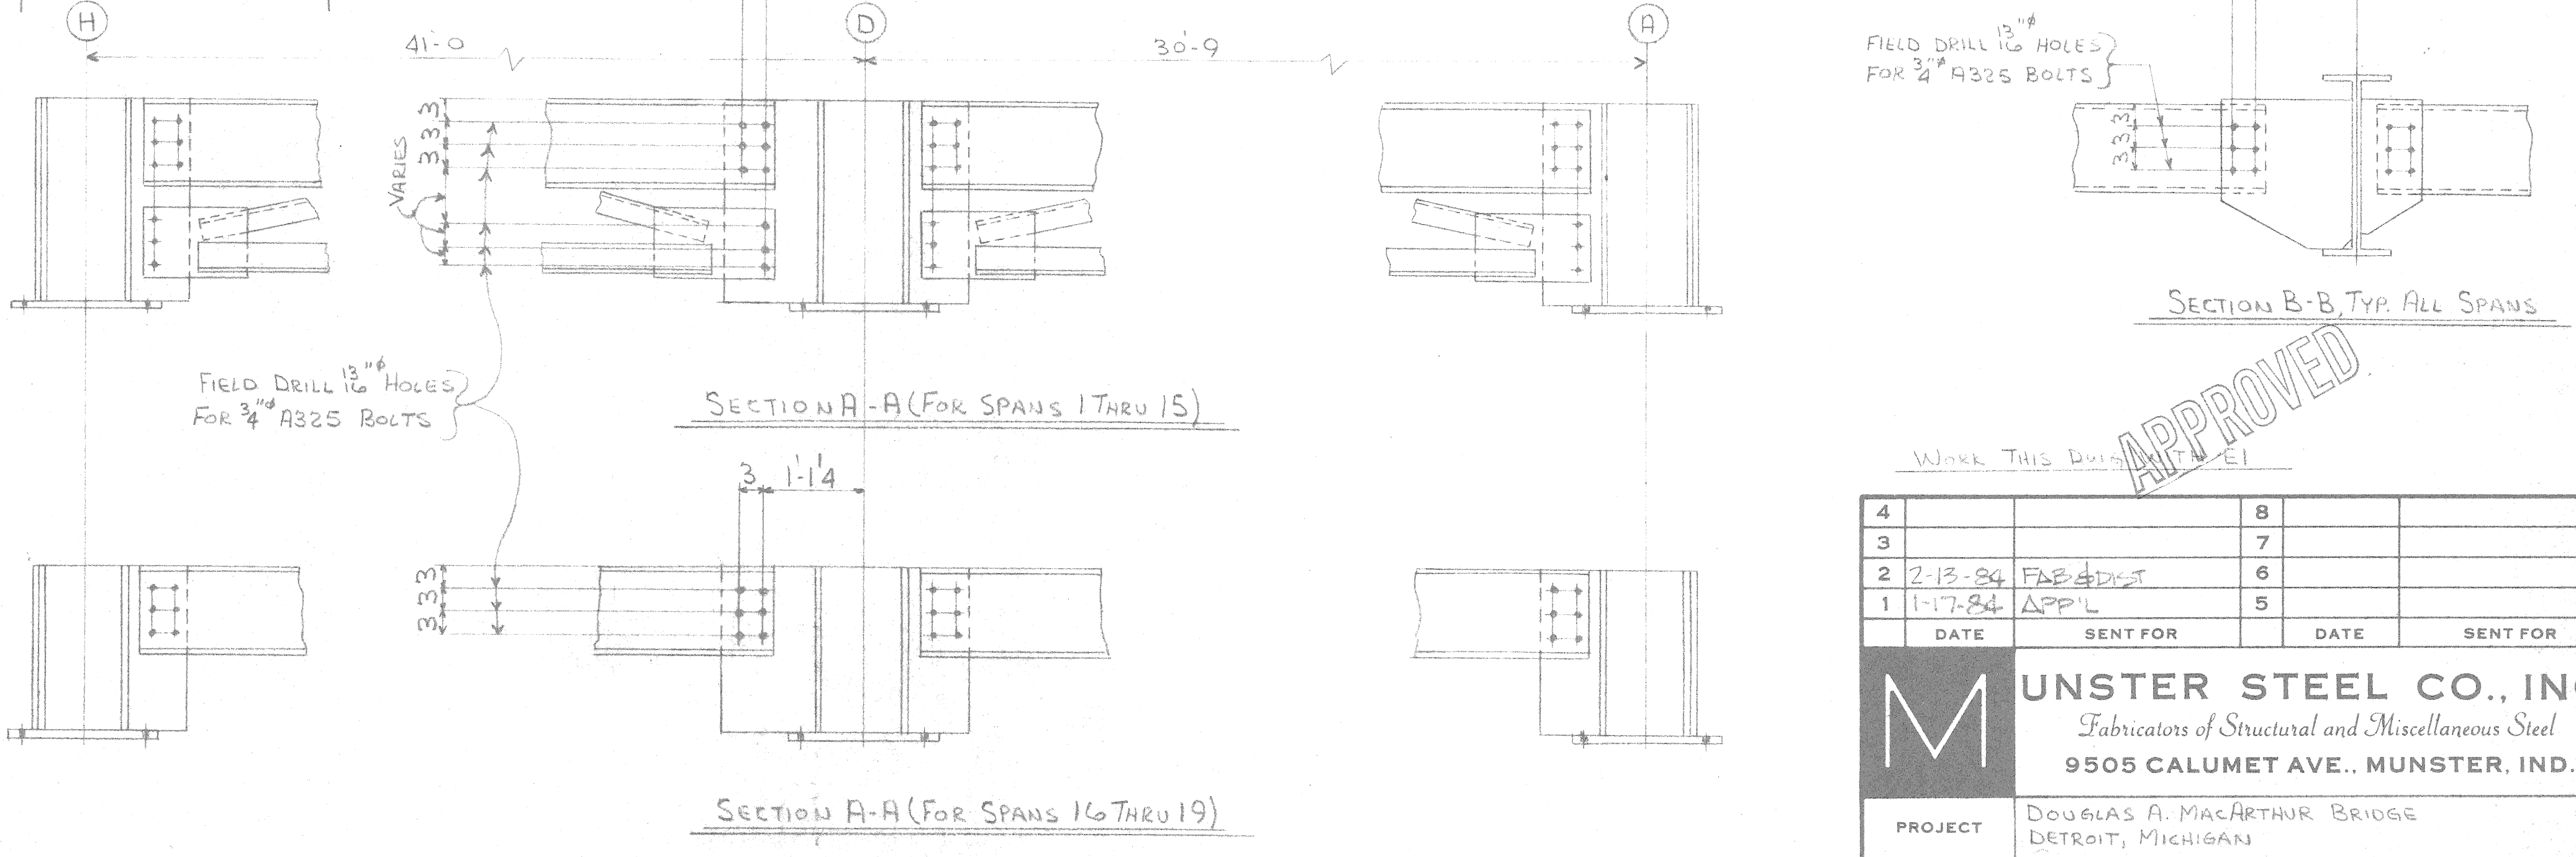 H
D
A
41'-0
30'-9
FIELD DRILL 13/16"φ HOLES
FOR 3/4"φ A325 BOLTS
3
3
3
VARIES
3
3
SECTION B-B, TYP. ALL SPANS
FIELD DRILL 13/16"φ HOLES
FOR 3/4"φ A325 BOLTS
SECTION A-A (FOR SPANS 1 THRU 15)
APPROVED
WORK THIS DWG
3
1'-1 1/4
3
3
3
SECTION A-A (FOR SPANS 16 THRU 19)
4 8
3 7
2 2-13-84 FAB & DIST 6
1 1-17-84 APP'L 5
DATE SENT FOR DATE SENT FOR
MUNSTER STEEL CO., IN
Fabricators of Structural and Miscellaneous Steel
9505 CALUMET AVE., MUNSTER, IND.
PROJECT
DOUGLAS A. MACARTHUR BRIDGE
DETROIT, MICHIGAN